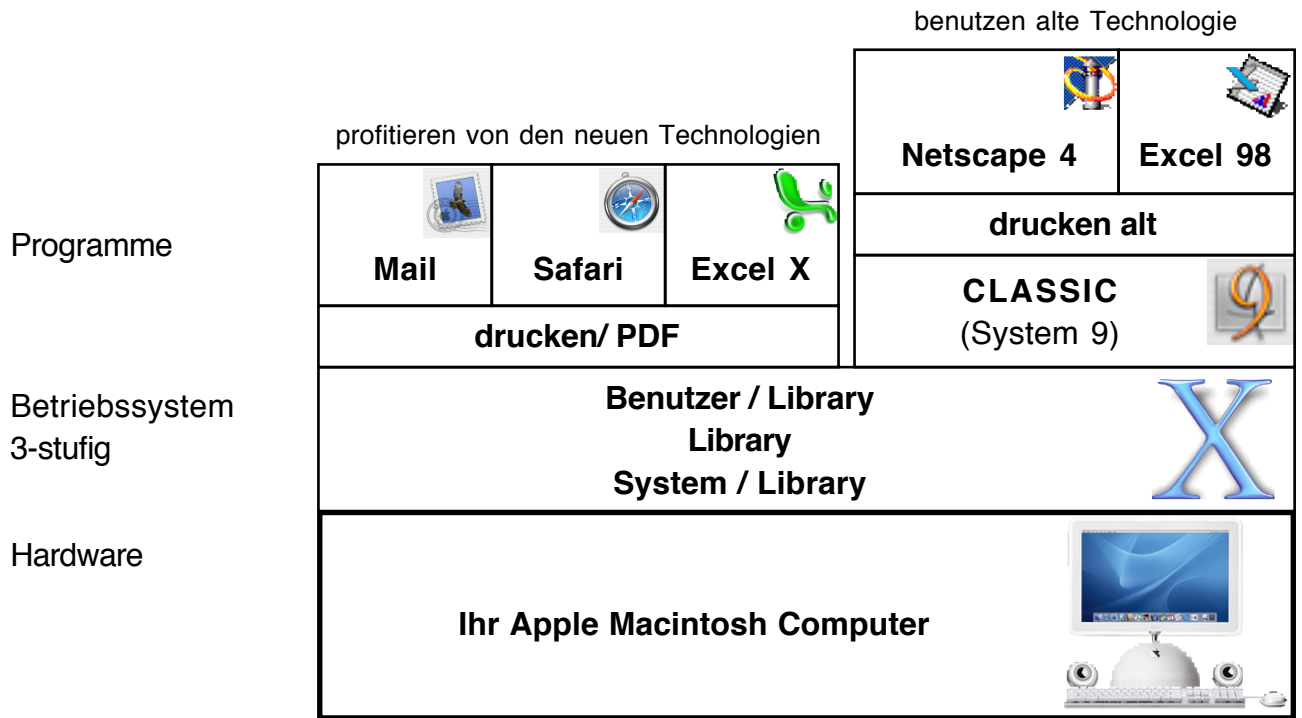 benutzen alte Technologie
Netscape 4
Excel 98
profitieren von den neuen Technologien
drucken alt
Programme
Mail
Safari
Excel X
CLASSIC
(System 9)
drucken/ PDF
Betriebssystem
3-stufig
Benutzer / Library
Library
System / Library
Hardware
Ihr Apple Macintosh Computer